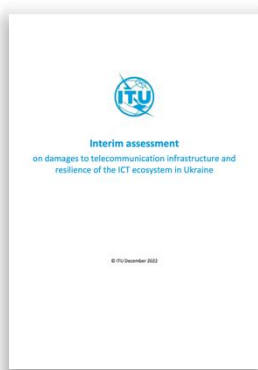 ITU
Interim assessment
on damages to telecommunication infrastructure and
resilience of the ICT ecosystem in Ukraine
© ITU December 2022